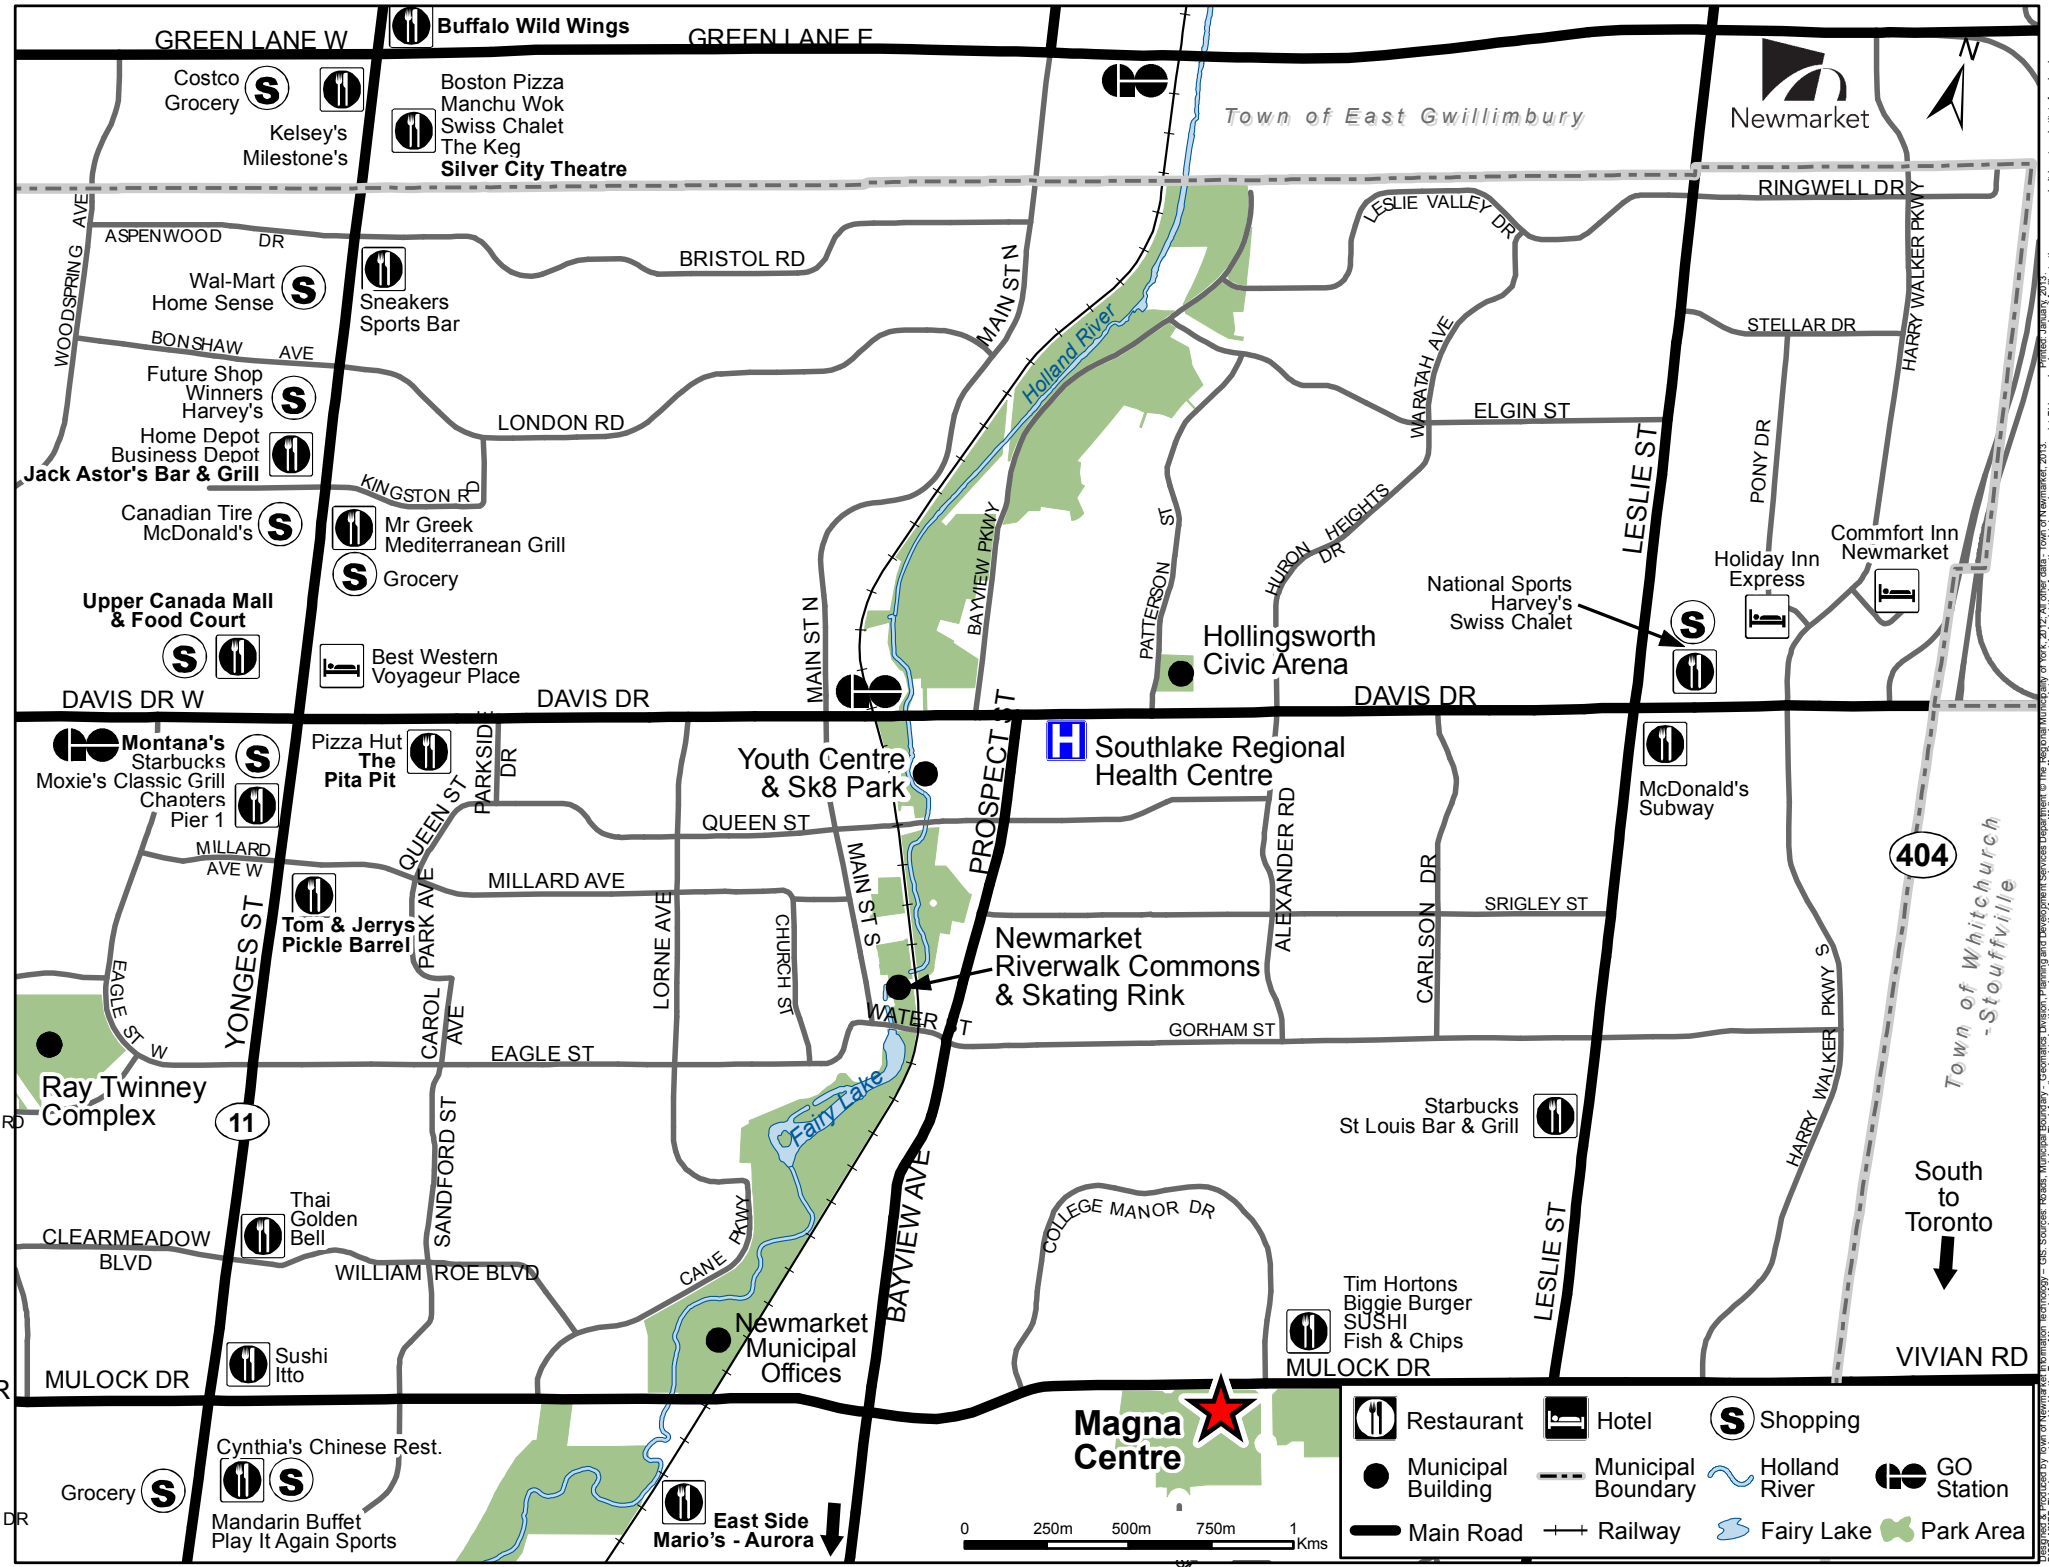 Buffalo Wild Wings
GREEN LANE W
GREEN LANE E
Costco
Grocery
Kelsey's
Milestone's
Boston Pizza
Manchu Wok
Swiss Chalet
The Keg
Silver City Theatre
Town of East Gwillimbury
Newmarket
N
WOODSPRING AVE
ASPENWOOD DR
BRISTOL RD
MAIN ST N
LESLIE VALLEY DR
RINGWELL DR
HARRY WALKER PKWY
Wal-Mart
Home Sense
Sneakers
Sports Bar
BONSHAW AVE
Holland River
WARATAH AVE
STELLAR DR
Future Shop
Winners
Harvey's
LONDON RD
ELGIN ST
LESLIE ST
PONY DR
Home Depot
Business Depot
Jack Astor's Bar & Grill
KINGSTON RD
Canadian Tire
McDonald's
Mr Greek
Mediterranean Grill
Grocery
BAYVIEW PKWY
PATTERSON ST
HURON HEIGHTS DR
Commfort Inn
Newmarket
Holiday Inn
Express
National Sports
Harvey's
Swiss Chalet
Upper Canada Mall
& Food Court
Best Western
Voyageur Place
MAIN ST N
Hollingsworth
Civic Arena
DAVIS DR W
DAVIS DR
DAVIS DR
Montana's
Starbucks
Moxie's Classic Grill
Chapters
Pier 1
Pizza Hut
The
Pita Pit
PARKSIDE DR
Youth Centre
& Sk8 Park
PROSPECT ST
H
Southlake Regional
Health Centre
McDonald's
Subway
QUEEN ST
QUEEN ST
ALEXANDER RD
CARLSON DR
404
Town of Whitchurch
-Stouffville
MILLARD
AVE W
MILLARD AVE
MAIN ST S
SRIGLEY ST
YONGES ST
Tom & Jerrys
Pickle Barrel
PARK AVE
LORNE AVE
CHURCH ST
Newmarket
Riverwalk Commons
& Skating Rink
EAGLE ST W
CAROL AVE
WATER ST
GORHAM ST
HARRY WALKER PKWY S
EAGLE ST
Ray Twinney
Complex
RD
11
Fairy Lake
SANDFORD ST
Starbucks
St Louis Bar & Grill
BAYVIEW AVE
South
to
Toronto
Thai
Golden
Bell
CLEARMEADOW
BLVD
WILLIAM ROE BLVD
CANE PKWY
COLLEGE MANOR DR
LESLIE ST
Tim Hortons
Biggie Burger
SUSHI
Fish & Chips
Newmarket
Municipal
Offices
Sushi
Itto
MULOCK DR
MULOCK DR
VIVIAN RD
R
Magna
Centre
Cynthia's Chinese Rest.
Grocery
Mandarin Buffet
Play It Again Sports
DR
East Side
Mario's - Aurora
0 250m 500m 750m 1
Kms
Restaurant
Hotel
S Shopping
Municipal
Building
Municipal
Boundary
Holland
River
GO
Station
Main Road
Railway
Fairy Lake
Park Area